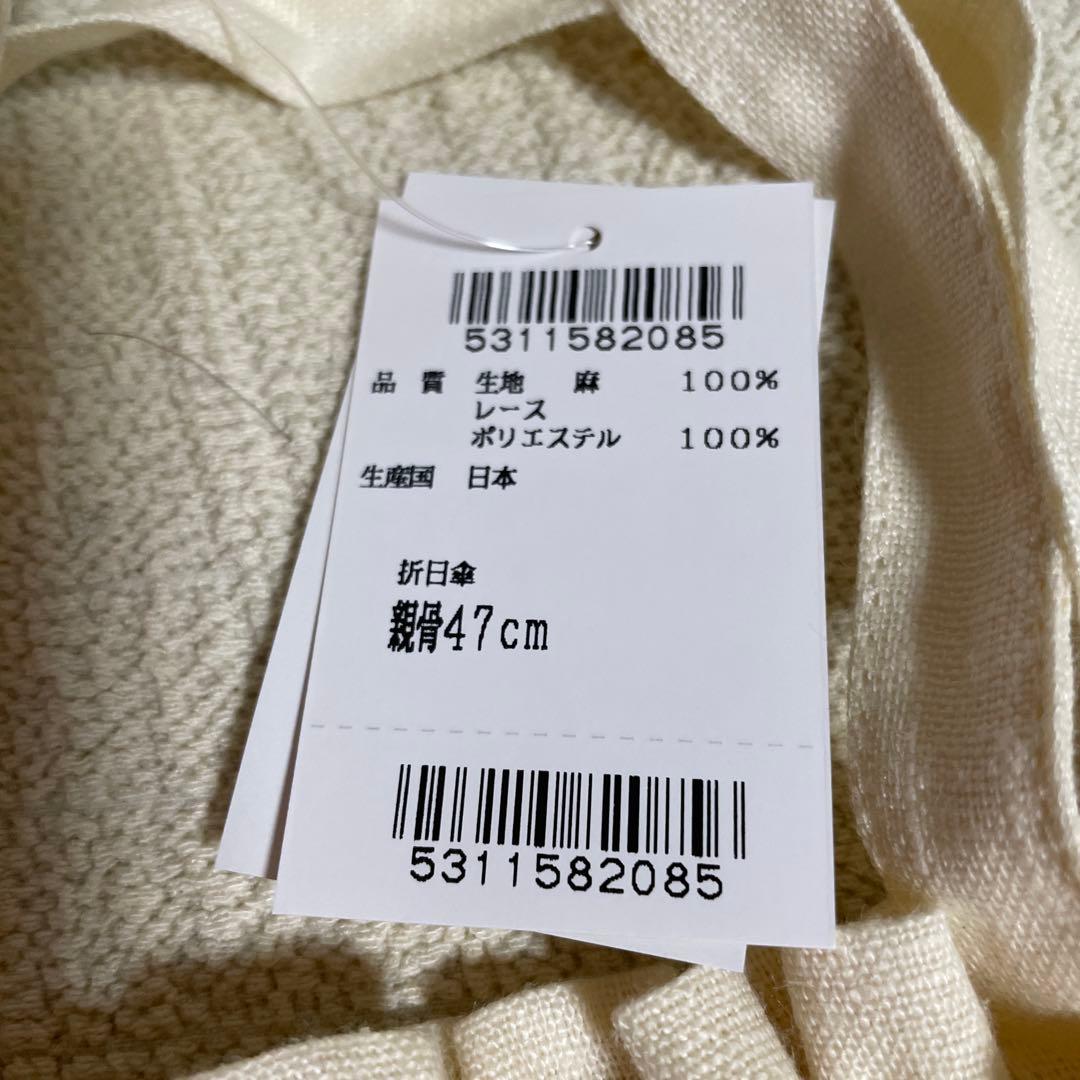 5311582085
品 質 生地 麻 100%
レース
ポリエステル 100%
生産国 日本
折日傘
親骨47cm
5311582085